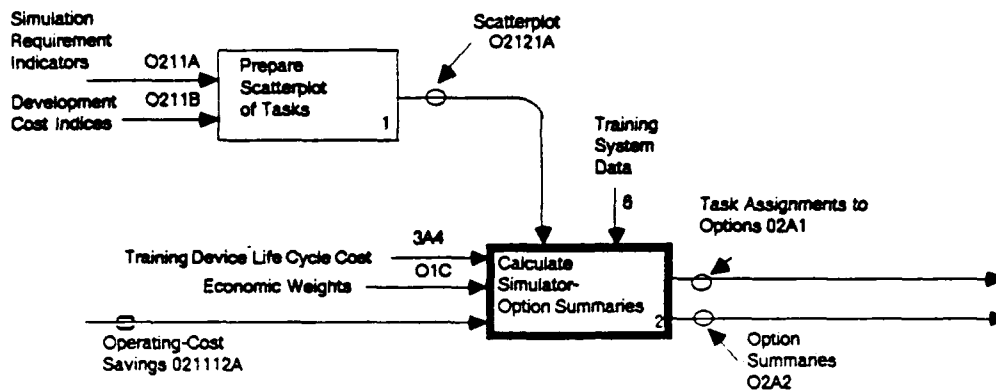 Simulation
Requirement
Indicators
O211A
Development
Cost Indices
O211B
Prepare
Scatterplot
of Tasks
1
Scatterplot
O2121A
Training
System
Data
6
Task Assignments to
Options 02A1
Training Device Life Cycle Cost
3A4
Economic Weights
O1C
Calculate
Simulator-
Option Summaries
2
Operating-Cost
Savings 021112A
Option
Summaries
O2A2